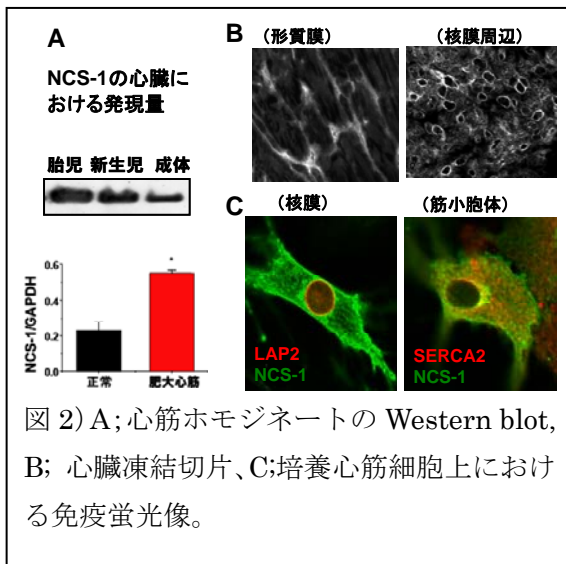 A
NCS-1の心臓に
おける発現量
胎児 新生児 成体
0.6
*
0.4
0.2
0.0
NCS-1/GAPDH
正常
肥大心筋
B
(形質膜)
(核膜周辺)
C
(核膜)
(筋小胞体)
LAP2
NCS-1
SERCA2
NCS-1
図 2) A;心筋ホモジネートの Western blot,
B; 心臓凍結切片、C;培養心筋細胞上におけ
る免疫蛍光像。